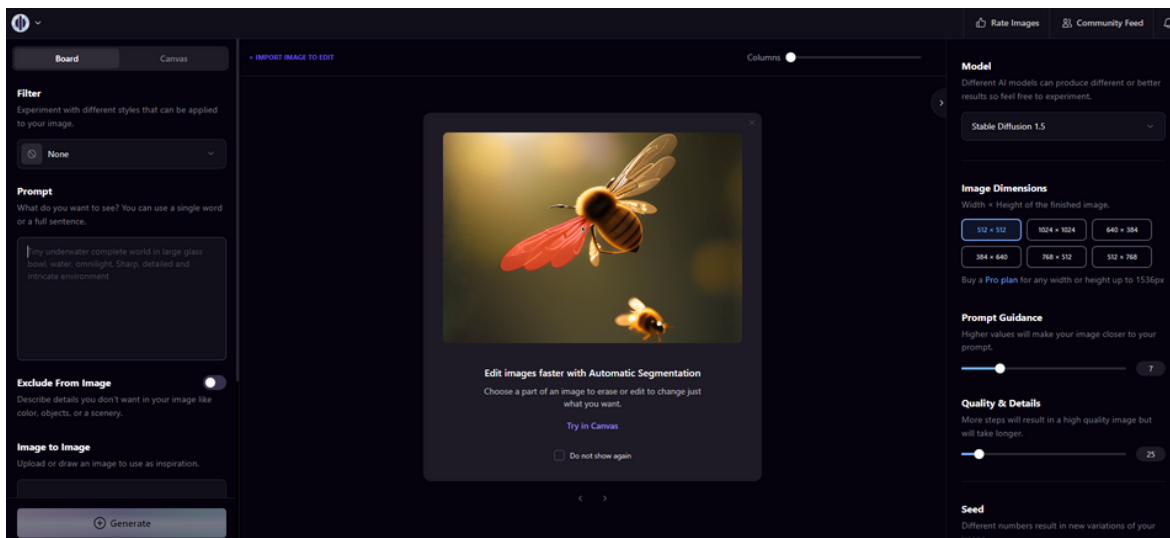 Rate Images
Community Feed
Board
Canvas
Filter
Experiment with different styles that can be applied
to your image.
None
Prompt
What do you want to see? You can use a single word
or a full sentence.
Tiny underwater complete world in large glass
bowl, water, omnilight, Sharp, detailed and
intricate environment
Exclude From Image
Describe details you don't want in your image like
color, objects, or a scenery.
Image to Image
Upload or draw an image to use as inspiration.
Generate
+ IMPORT IMAGE TO EDIT
Columns
Edit images faster with Automatic Segmentation
Choose a part of an image to erase or edit to change just
what you want.
Try in Canvas
Do not show again
Model
Different AI models can produce different or better
results so feel free to experiment.
Stable Diffusion 1.5
Image Dimensions
Width × Height of the finished image.
512 × 512
1024 × 1024
640 × 384
384 × 640
768 × 512
512 × 768
Buy a Pro plan for any width or height up to 1536px
Prompt Guidance
Higher values will make your image closer to your
prompt.
7
Quality & Details
More steps will result in a high quality image but
will take longer.
25
Seed
Different numbers result in new variations of your